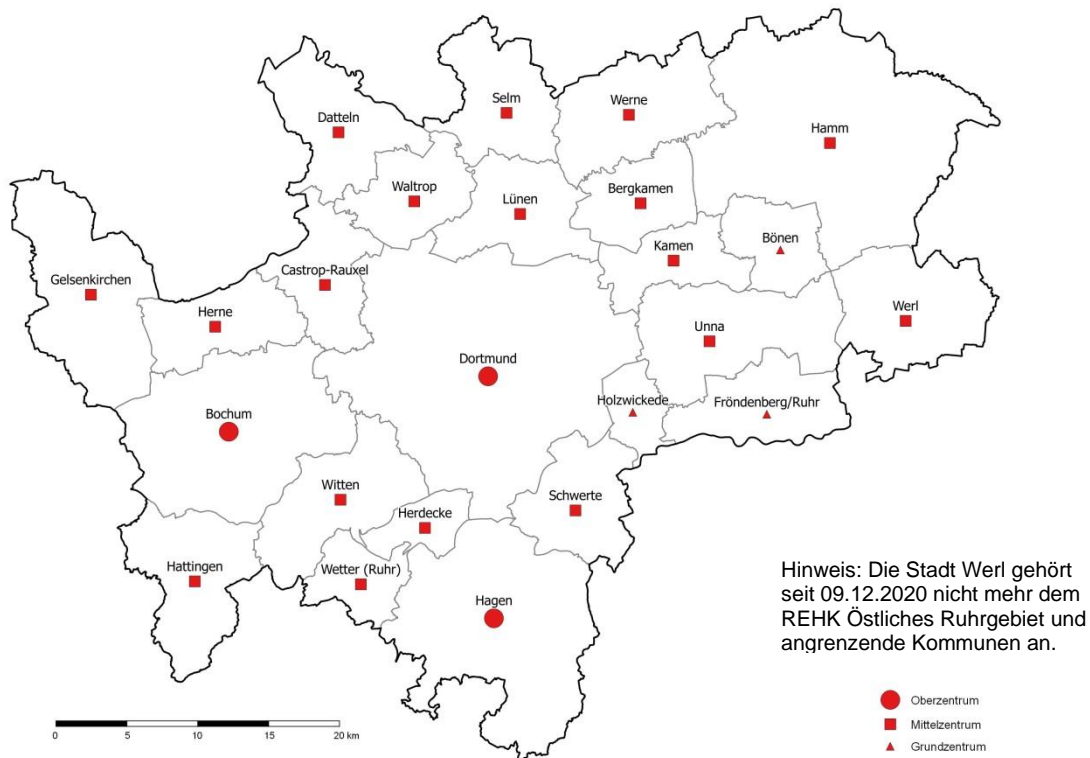 Selm
Werne
Datteln
Hamm
Waltrop
Lünen
Bergkamen
Bönen
Kamen
Castrop-Rauxel
Gelsenkirchen
Herne
Werl
Unna
Dortmund
Holzwickede
Fröndenberg/Ruhr
Bochum
Witten
Schwerte
Herdecke
Hattingen
Wetter (Ruhr)
Hagen
Hinweis: Die Stadt Werl gehört
seit 09.12.2020 nicht mehr dem
REHK Östliches Ruhrgebiet und
angrenzende Kommunen an.
Oberzentrum
Mittelzentrum
Grundzentrum
0 5 10 15 20 km